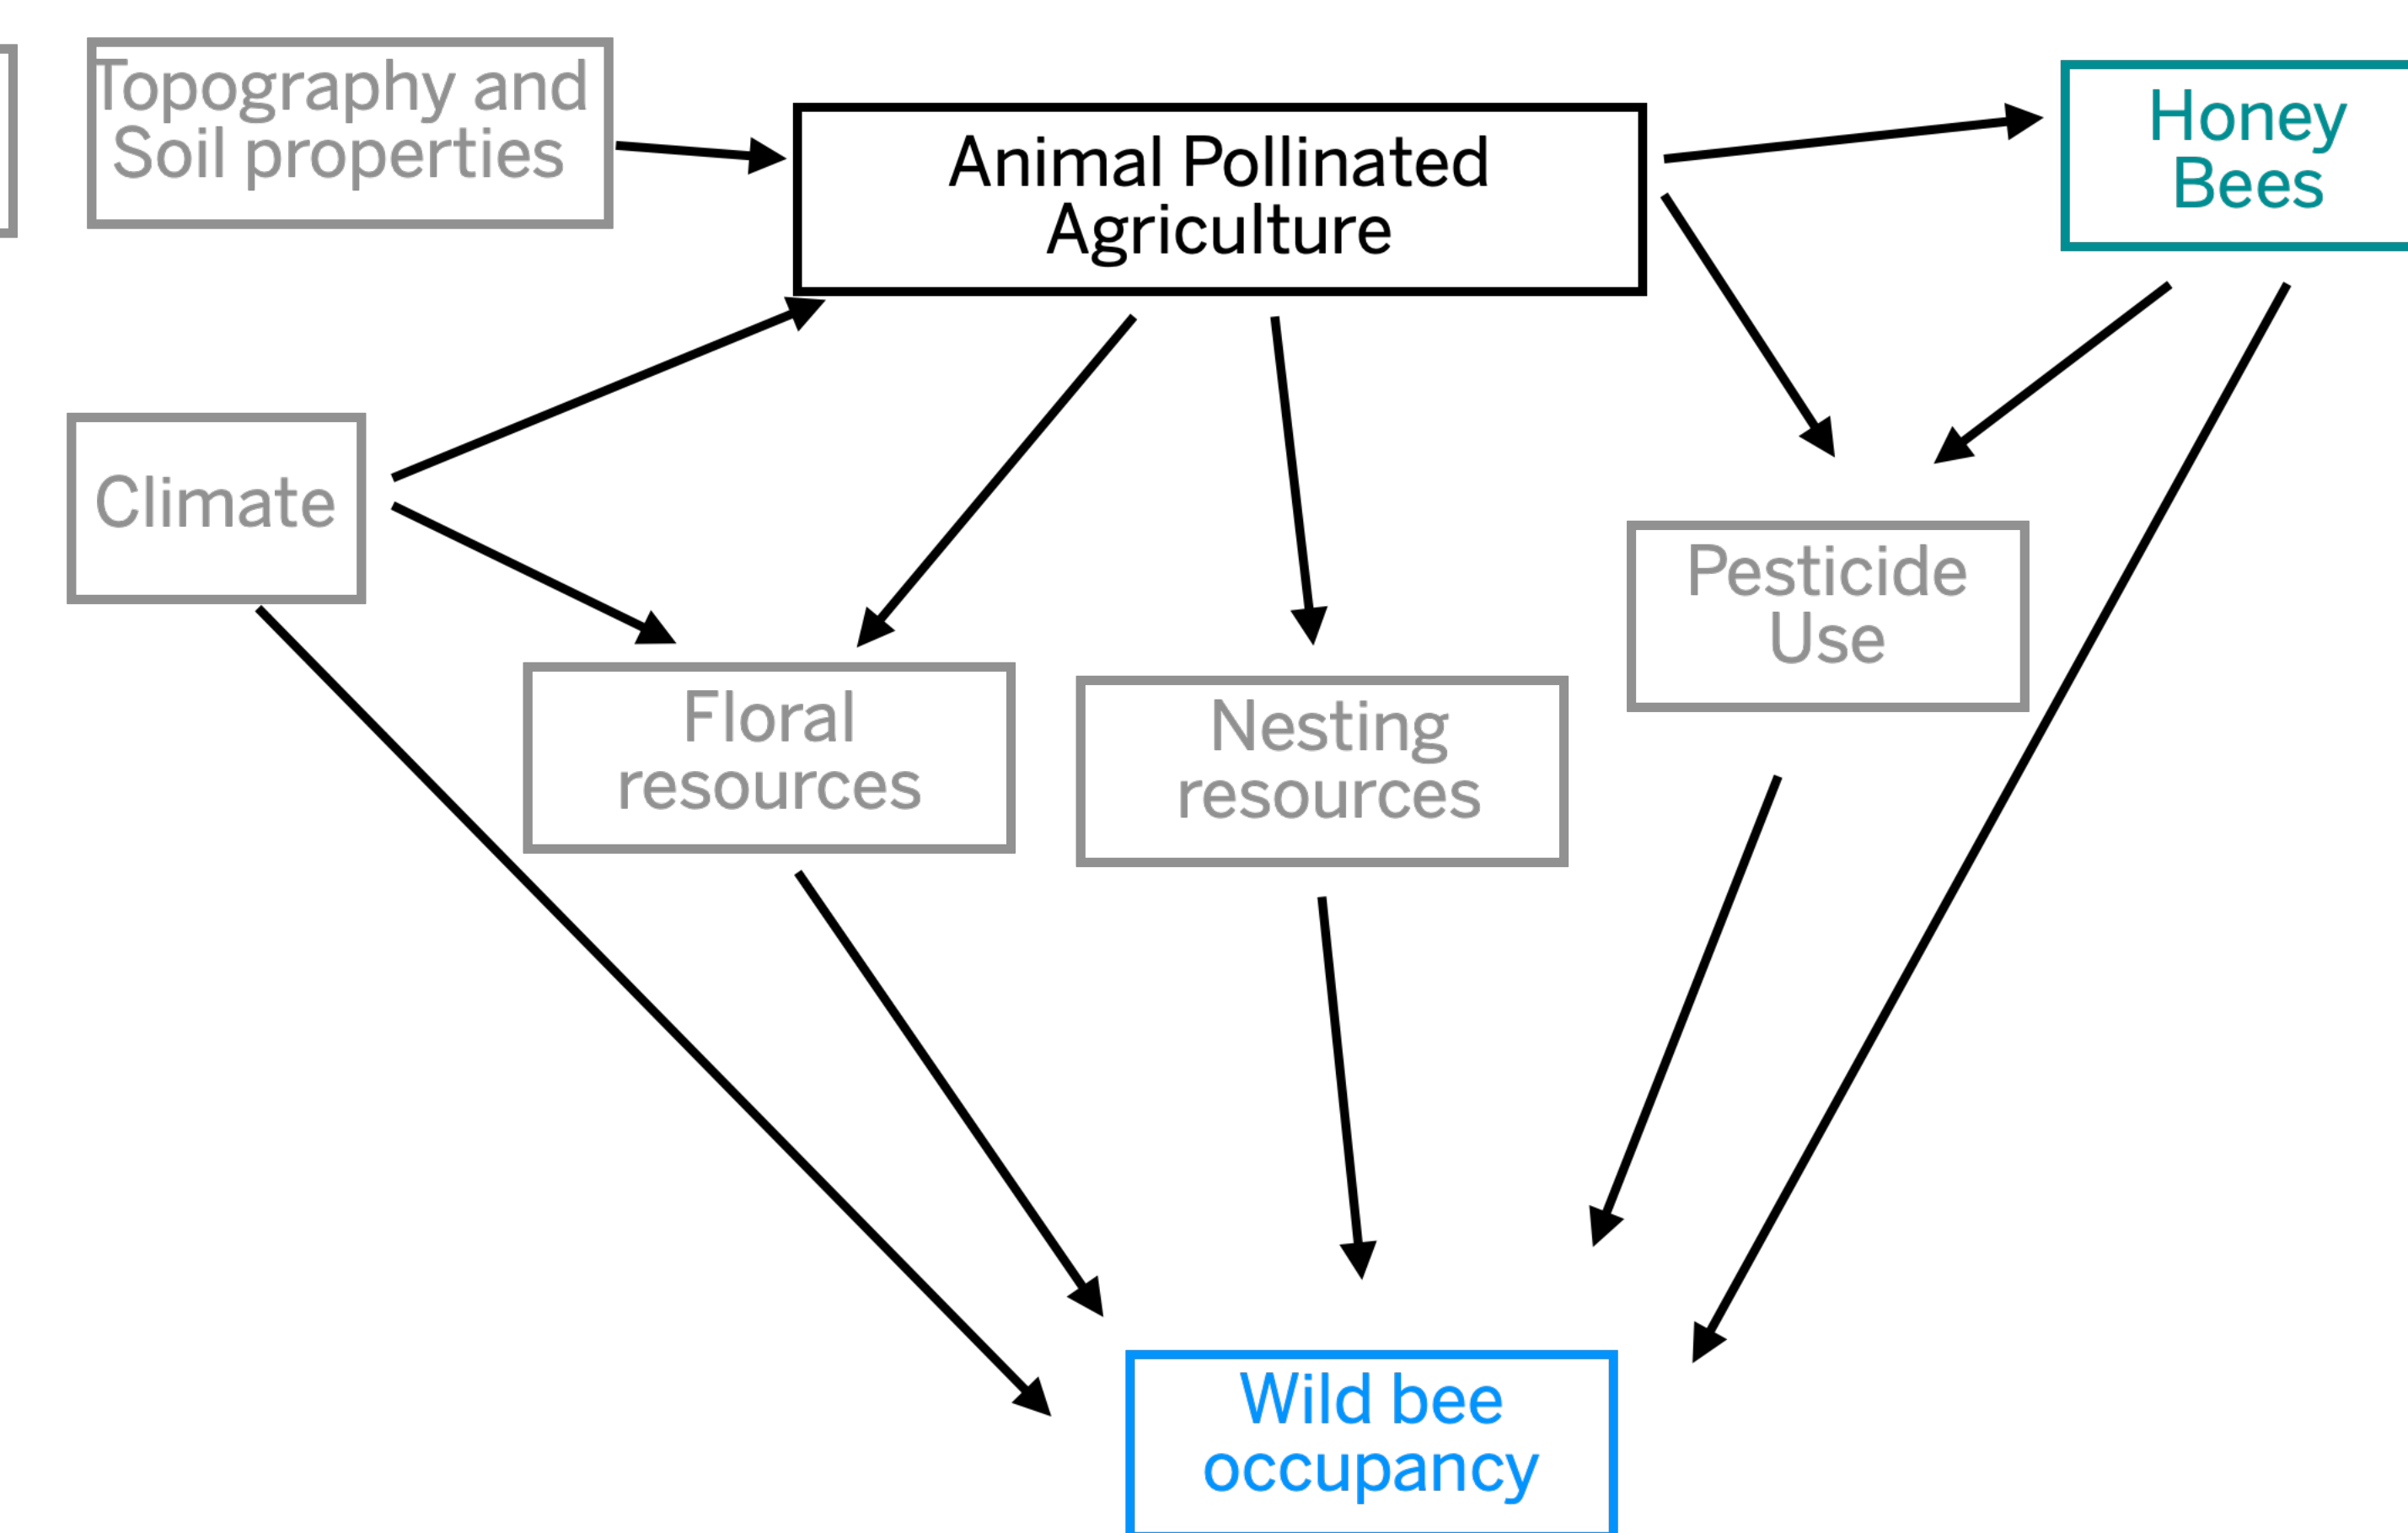 Topography and
Soil properties
Animal Pollinated
Agriculture
Honey
Bees
Climate
Pesticide
Use
Floral
resources
Nesting
resources
Wild bee
occupancy